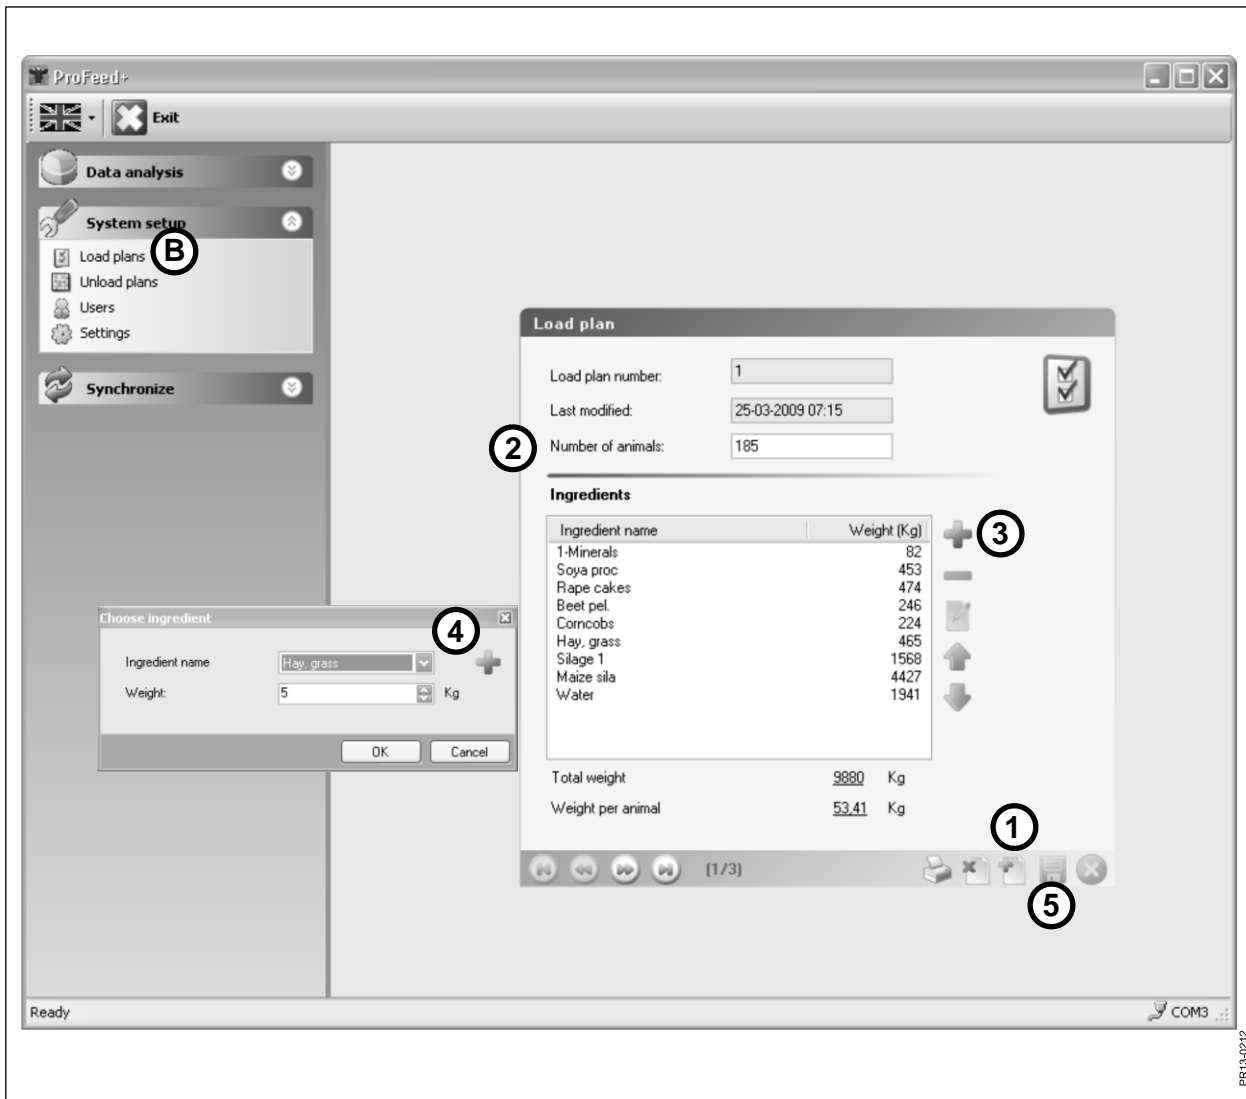 ProFeed+
Exit
Data analysis
System setup
B
Load plans
Unload plans
Users
Settings
Synchronize
Load plan
Load plan number: 1
Last modified: 25-03-2009 07:15
2
Number of animals: 185
Ingredients
Ingredient name Weight (Kg)
3
1-Minerals 82
Soya proc 453
Rape cakes 474
Beet pel. 246
Corncobs 224
Hay, grass 465
Silage 1 1568
Maize sila 4427
Water 1941
Total weight 9880 Kg
Weight per animal 53,41 Kg
1
(1/3)
5
Choose ingredient
4
Ingredient name Hay, grass
Weight: 5 Kg
OK Cancel
Ready COM3
PR13-0212